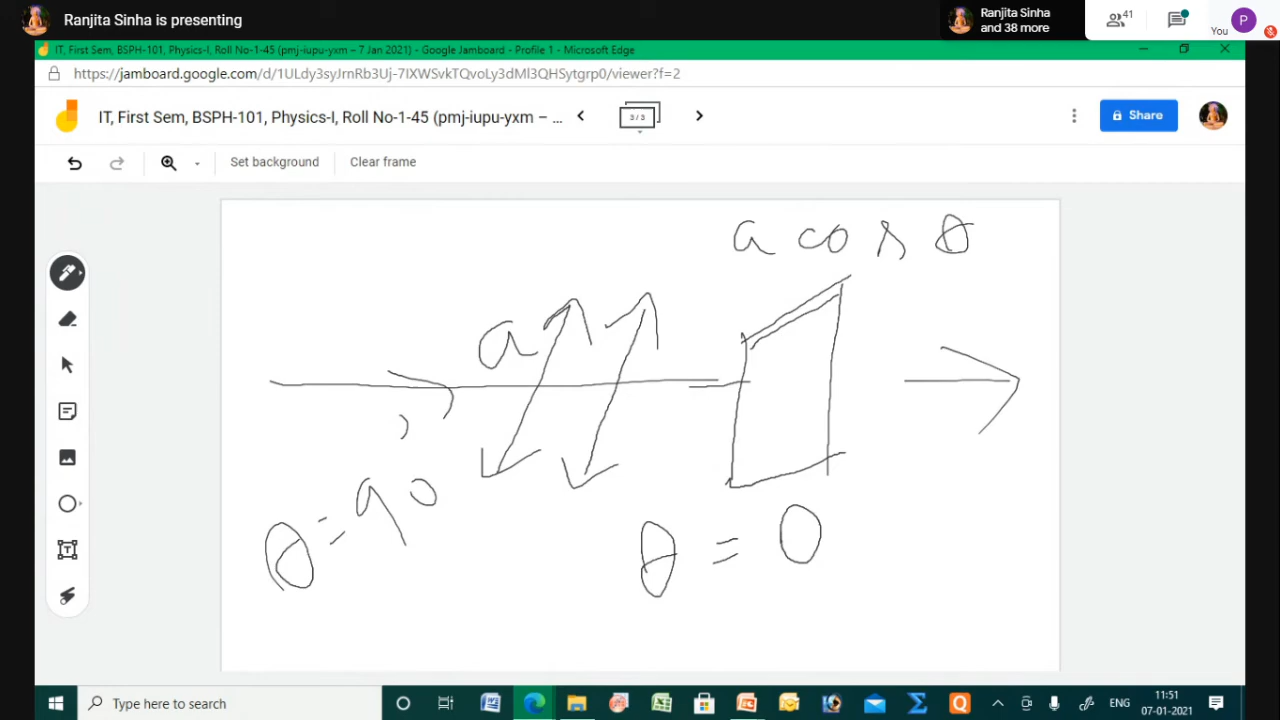 Ranjita Sinha is presenting
Ranjita Sinha
and 38 more
41
You
P
IT, First Sem, BSPH-101, Physics-I, Roll No-1-45 (pmj-iupu-yxm – 7 Jan 2021) - Google Jamboard - Profile 1 - Microsoft Edge
https://jamboard.google.com/d/1ULdy3syJrnRb3Uj-7IXWSvkTQvoLy3dMl3QHSytgrp0/viewer?f=2
IT, First Sem, BSPH-101, Physics-I, Roll No-1-45 (pmj-iupu-yxm – ...
3 / 3
Share
Set background
Clear frame
a cos θ
a
θ = 90
θ = 0
Type here to search
ENG
11:51
07-01-2021